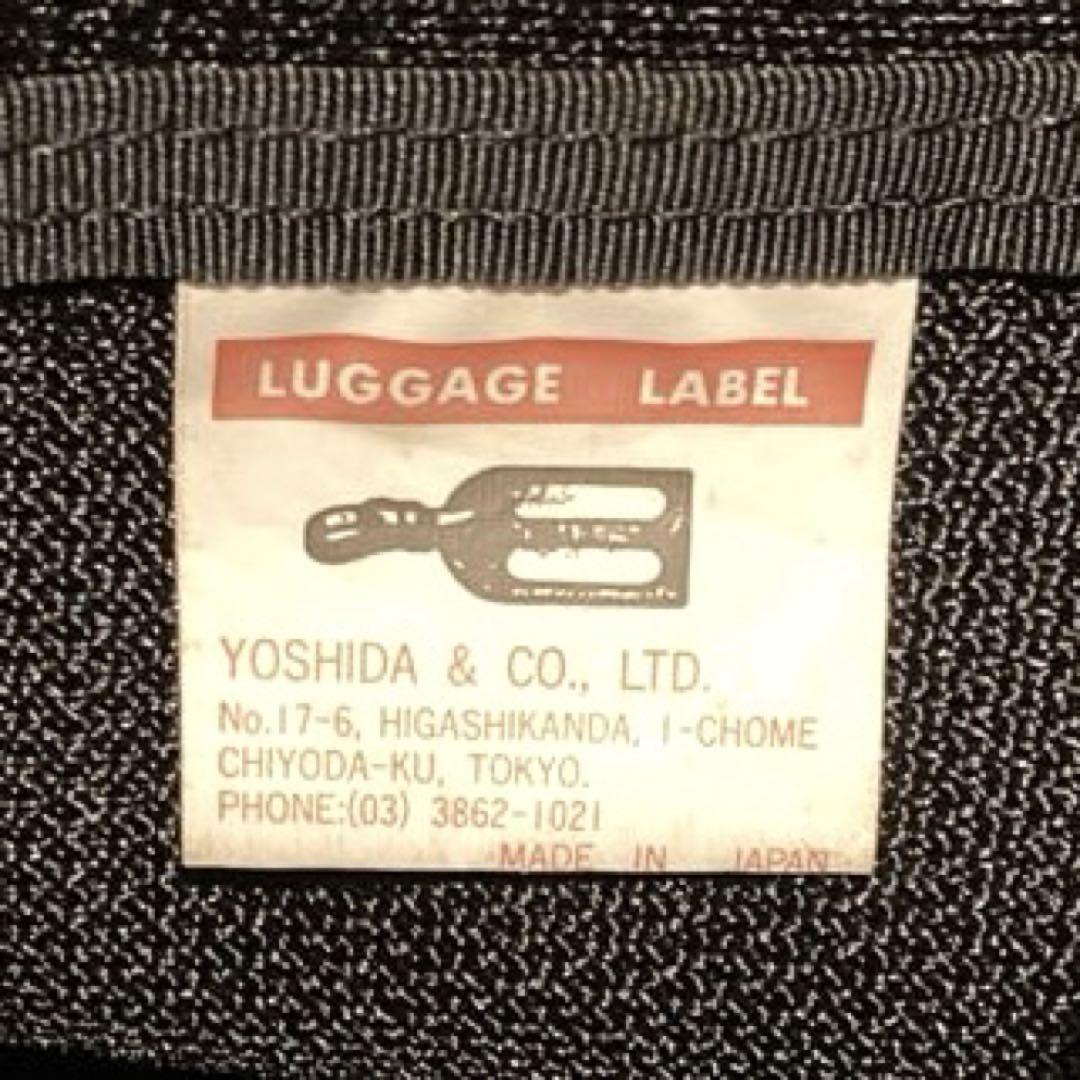 LUGGAGE LABEL
YOSHIDA & CO., LTD.
No.17-6, HIGASHIKANDA, 1-CHOME
CHIYODA-KU, TOKYO.
PHONE:(03) 3862-1021
MADE IN JAPAN